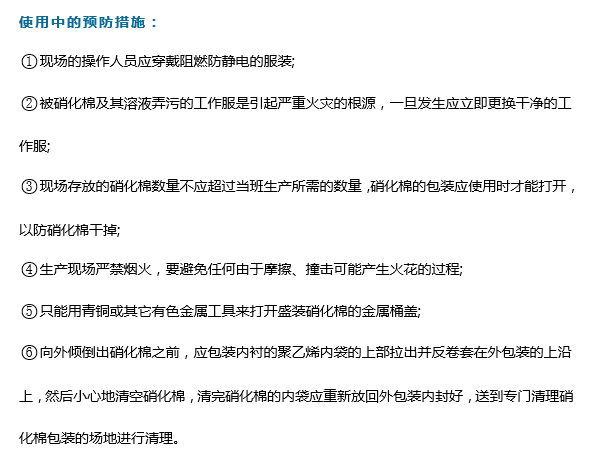 使用中的预防措施：
①现场的操作人员应穿戴阻燃防静电的服装;
②被硝化棉及其溶液弄污的工作服是引起严重火灾的根源，一旦发生应立即更换干净的工
作服;
③现场存放的硝化棉数量不应超过当班生产所需的数量,硝化棉的包装应使用时才能打开，
以防硝化棉干掉;
④生产现场严禁烟火，要避免任何由于摩擦、撞击可能产生火花的过程;
⑤只能用青铜或其它有色金属工具来打开盛装硝化棉的金属桶盖;
⑥向外倾倒出硝化棉之前，应包装内衬的聚乙烯内袋的上部拉出并反卷套在外包装的上沿
上，然后小心地清空硝化棉，清完硝化棉的内袋应重新放回外包装内封好，送到专门清理硝
化棉包装的场地进行清理。